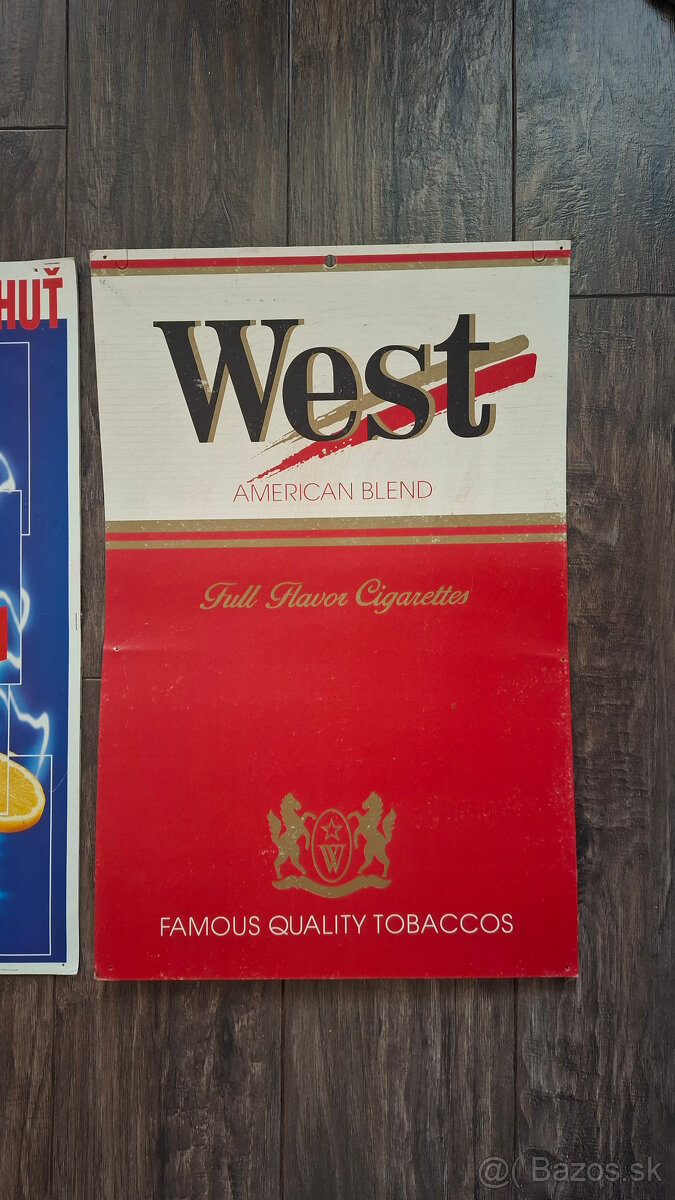 HUŤ
West
AMERICAN BLEND
Full Flavor Cigarettes
W
FAMOUS QUALITY TOBACCOS
@( Bazos.sk